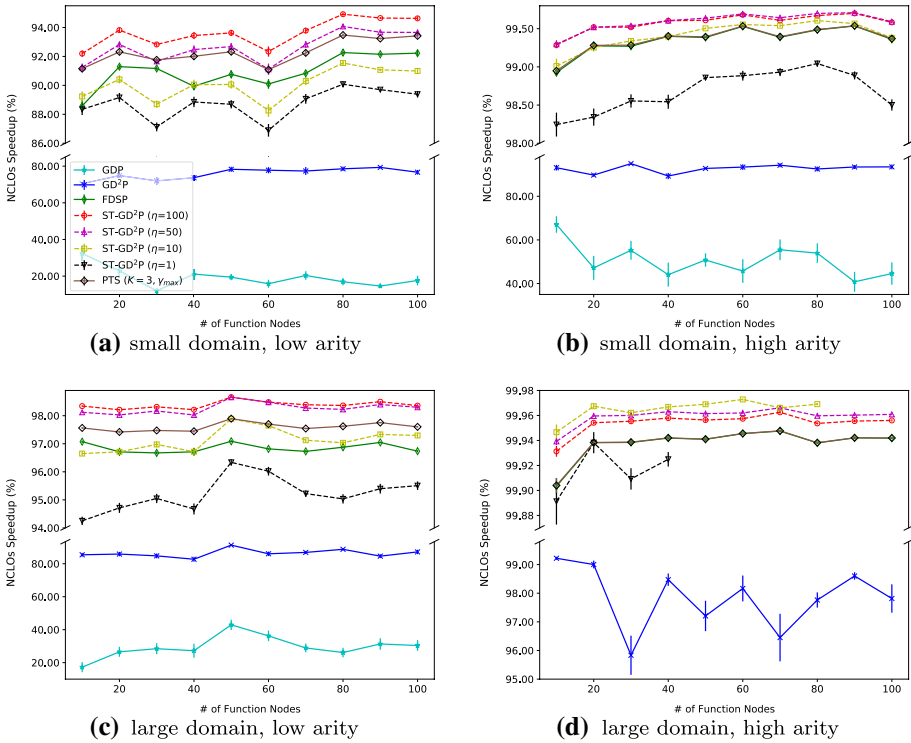 NCLOs Speedup (%)
94.00
92.00
90.00
88.00
86.00
80.00
60.00
40.00
20.00
GDP
GD²P
FDSP
ST-GD²P (η=100)
ST-GD²P (η=50)
ST-GD²P (η=10)
ST-GD²P (η=1)
PTS (K = 3, γmax)
20 40 60 80 100
# of Function Nodes
(a) small domain, low arity
NCLOs Speedup (%)
99.50
99.00
98.50
98.00
80.00
60.00
40.00
20 40 60 80 100
# of Function Nodes
(b) small domain, high arity
NCLOs Speedup (%)
98.00
97.00
96.00
95.00
94.00
80.00
60.00
40.00
20.00
20 40 60 80 100
# of Function Nodes
(c) large domain, low arity
NCLOs Speedup (%)
99.98
99.96
99.94
99.92
99.90
99.88
99.00
98.00
97.00
96.00
95.00
20 40 60 80 100
# of Function Nodes
(d) large domain, high arity